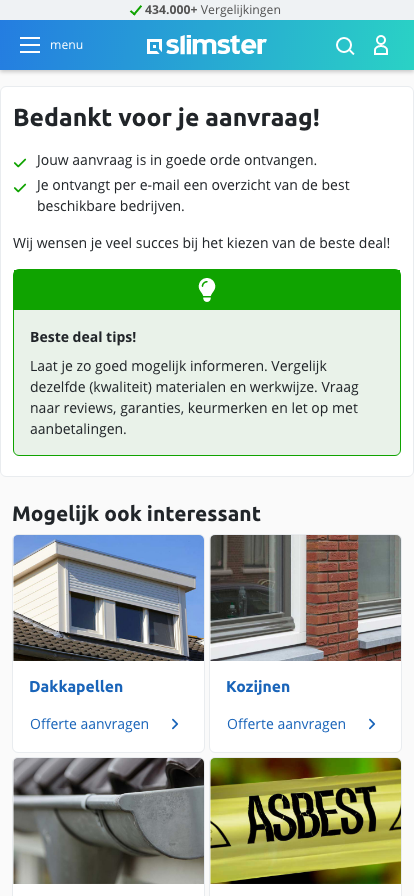 434.000+ Vergelijkingen
menu
slimster
Bedankt voor je aanvraag!
Jouw aanvraag is in goede orde ontvangen.
Je ontvangt per e-mail een overzicht van de best
beschikbare bedrijven.
Wij wensen je veel succes bij het kiezen van de beste deal!
Beste deal tips!
Laat je zo goed mogelijk informeren. Vergelijk
dezelfde (kwaliteit) materialen en werkwijze. Vraag
naar reviews, garanties, keurmerken en let op met
aanbetalingen.
Mogelijk ook interessant
Dakkapellen
Kozijnen
Offerte aanvragen
Offerte aanvragen
ASBEST